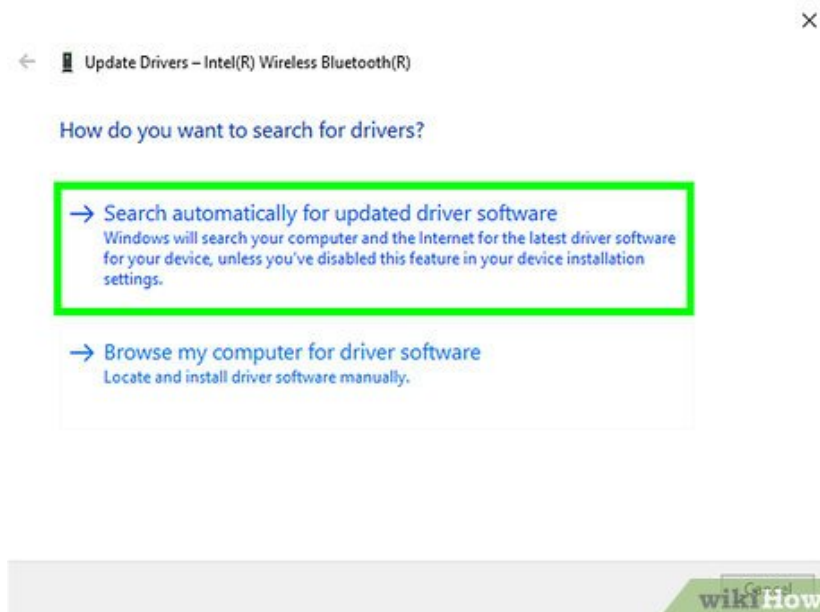 Update Drivers – Intel(R) Wireless Bluetooth(R)
How do you want to search for drivers?
Search automatically for updated driver software
Windows will search your computer and the Internet for the latest driver software
for your device, unless you've disabled this feature in your device installation
settings.
Browse my computer for driver software
Locate and install driver software manually.
Cancel
wikiHow